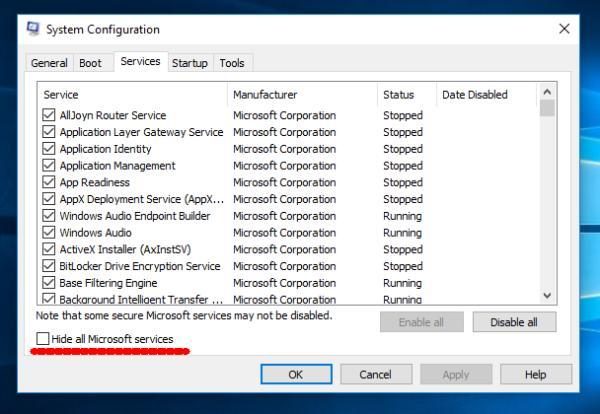 System Configuration
General Boot Services Startup Tools
Service Manufacturer Status Date Disabled
AllJoyn Router Service Microsoft Corporation Stopped
Application Layer Gateway Service Microsoft Corporation Stopped
Application Identity Microsoft Corporation Stopped
Application Management Microsoft Corporation Stopped
App Readiness Microsoft Corporation Stopped
AppX Deployment Service (AppX... Microsoft Corporation Stopped
Windows Audio Endpoint Builder Microsoft Corporation Running
Windows Audio Microsoft Corporation Running
ActiveX Installer (AxInstSV) Microsoft Corporation Stopped
BitLocker Drive Encryption Service Microsoft Corporation Stopped
Base Filtering Engine Microsoft Corporation Running
Background Intelligent Transfer ... Microsoft Corporation Running
Note that some secure Microsoft services may not be disabled.
Enable all Disable all
Hide all Microsoft services
OK Cancel Apply Help